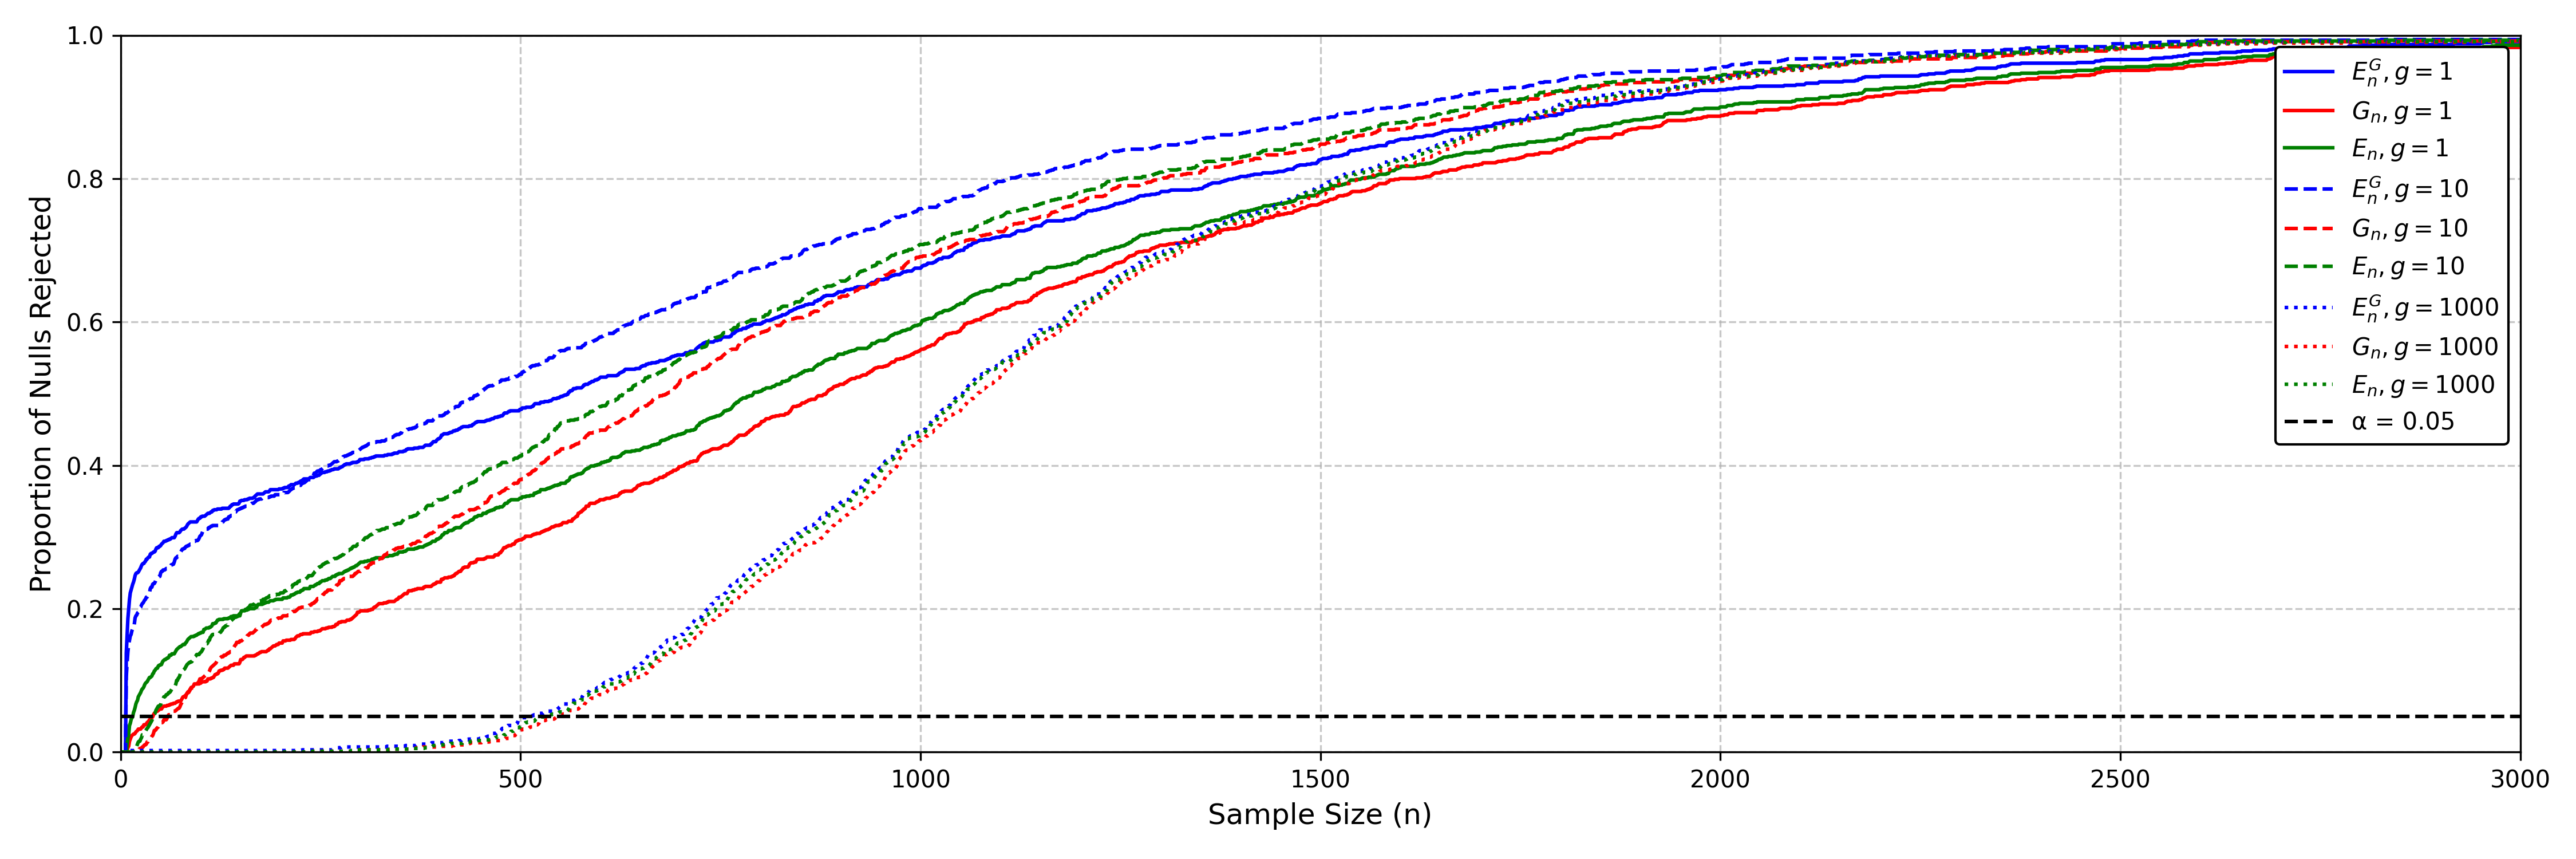 1.0
0.8
0.6
0.4
0.2
0.0
Proportion of Nulls Rejected
0 500 1000 1500 2000 2500 3000
Sample Size (n)
E_n^G, g = 1
G_n, g = 1
E_n, g = 1
E_n^G, g = 10
G_n, g = 10
E_n, g = 10
E_n^G, g = 1000
G_n, g = 1000
E_n, g = 1000
α = 0.05